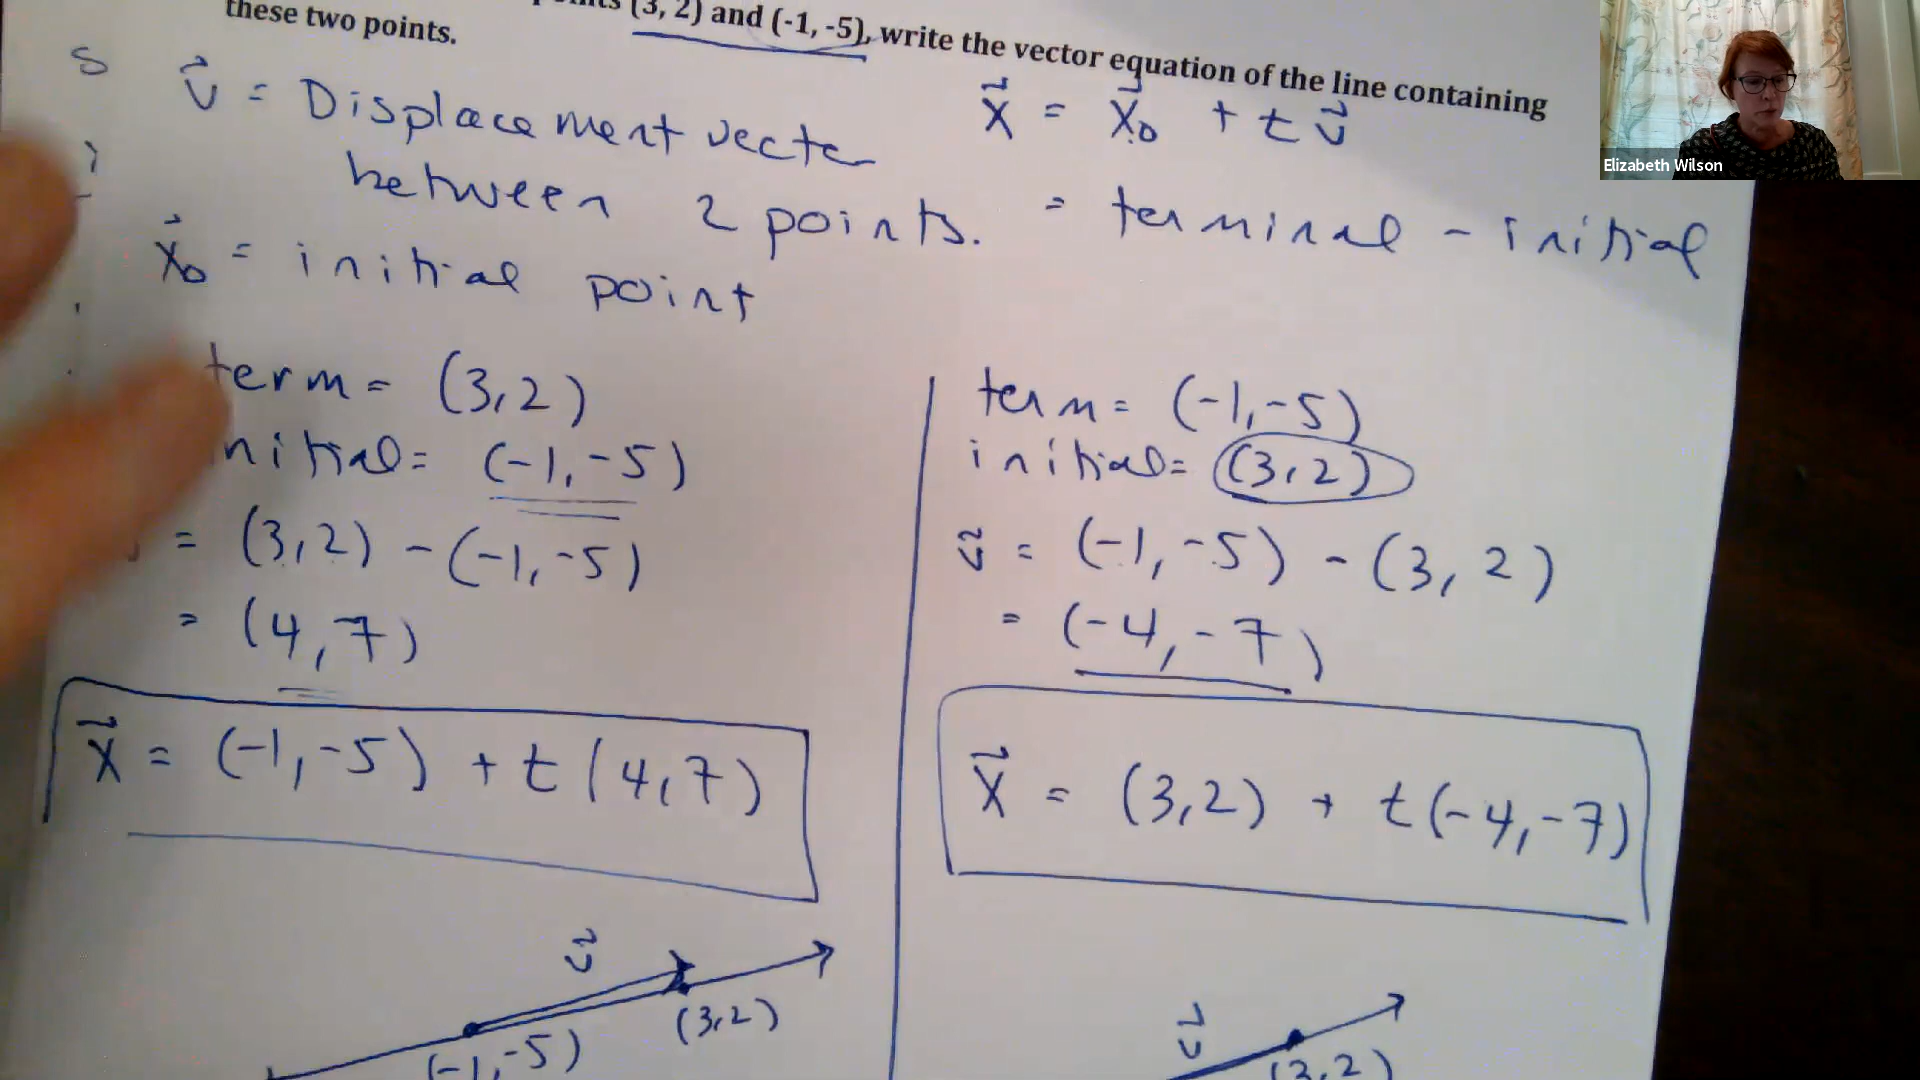 (3, 2) and (-1, -5), write the vector equation of the line containing
these two points.
s
v⃗ = Displacement vector
between 2 points.
x⃗ = x⃗₀ + t v⃗
= terminal - initial
x⃗₀ = initial point
term = (3,2)
initial = (-1,-5)
= (3,2) - (-1,-5)
= (4,7)
x⃗ = (-1,-5) + t(4,7)
v⃗
(3,2)
(-1,-5)
term = (-1,-5)
initial = (3,2)
v⃗ = (-1,-5) - (3,2)
= (-4,-7)
x⃗ = (3,2) + t(-4,-7)
v⃗
(3,2)
Elizabeth Wilson